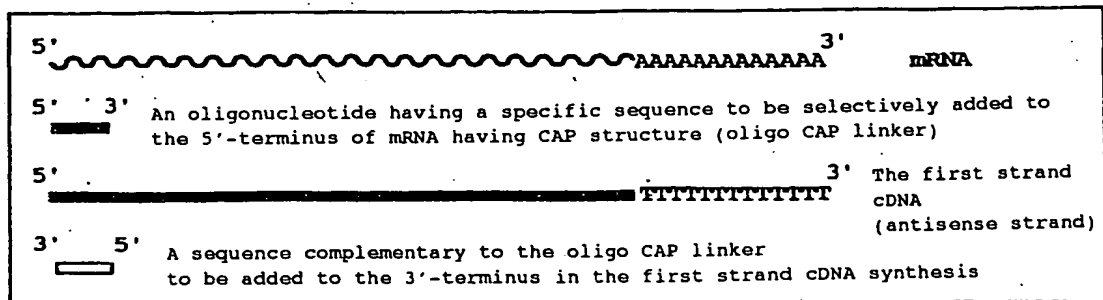 5' 3'
AAAAAAAAAAAAA mRNA
5' 3' An oligonucleotide having a specific sequence to be selectively added to
the 5'-terminus of mRNA having CAP structure (oligo CAP linker)
5' 3' The first strand
TTTTTTTTTTTTT cDNA
(antisense strand)
3' 5' A sequence complementary to the oligo CAP linker
to be added to the 3'-terminus in the first strand cDNA synthesis